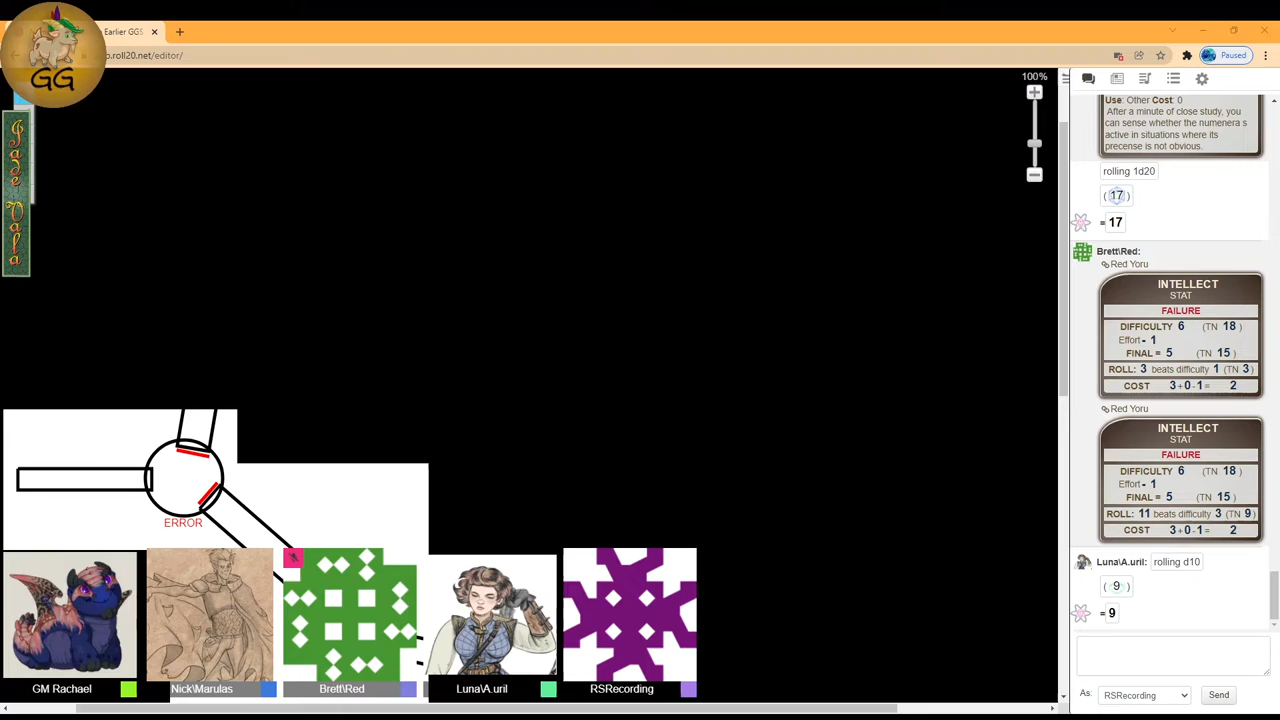 Earlier GGS
GG
p.roll20.net/editor/
Paused
Jade Vala
100%
Use: Other Cost: 0
After a minute of close study, you
can sense whether the numenera s
active in situations where its
precense is not obvious.
rolling 1d20
(17)
=17
Brett\Red:
Red Yoru
INTELLECT
STAT
FAILURE
DIFFICULTY 6 (TN 18 )
Effort - 1
FINAL = 5 (TN 15 )
ROLL: 3 beats difficulty 1 (TN 3 )
COST 3+0-1= 2
Red Yoru
INTELLECT
STAT
FAILURE
DIFFICULTY 6 (TN 18 )
Effort - 1
FINAL = 5 (TN 15 )
ROLL: 11 beats difficulty 3 (TN 9 )
COST 3+0-1= 2
Luna\A.uril: rolling d10
( 9 )
=9
ERROR
GM Rachael
Nick\Marulas
Brett\Red
Luna\A.uril
RSRecording
As: RSRecording Send